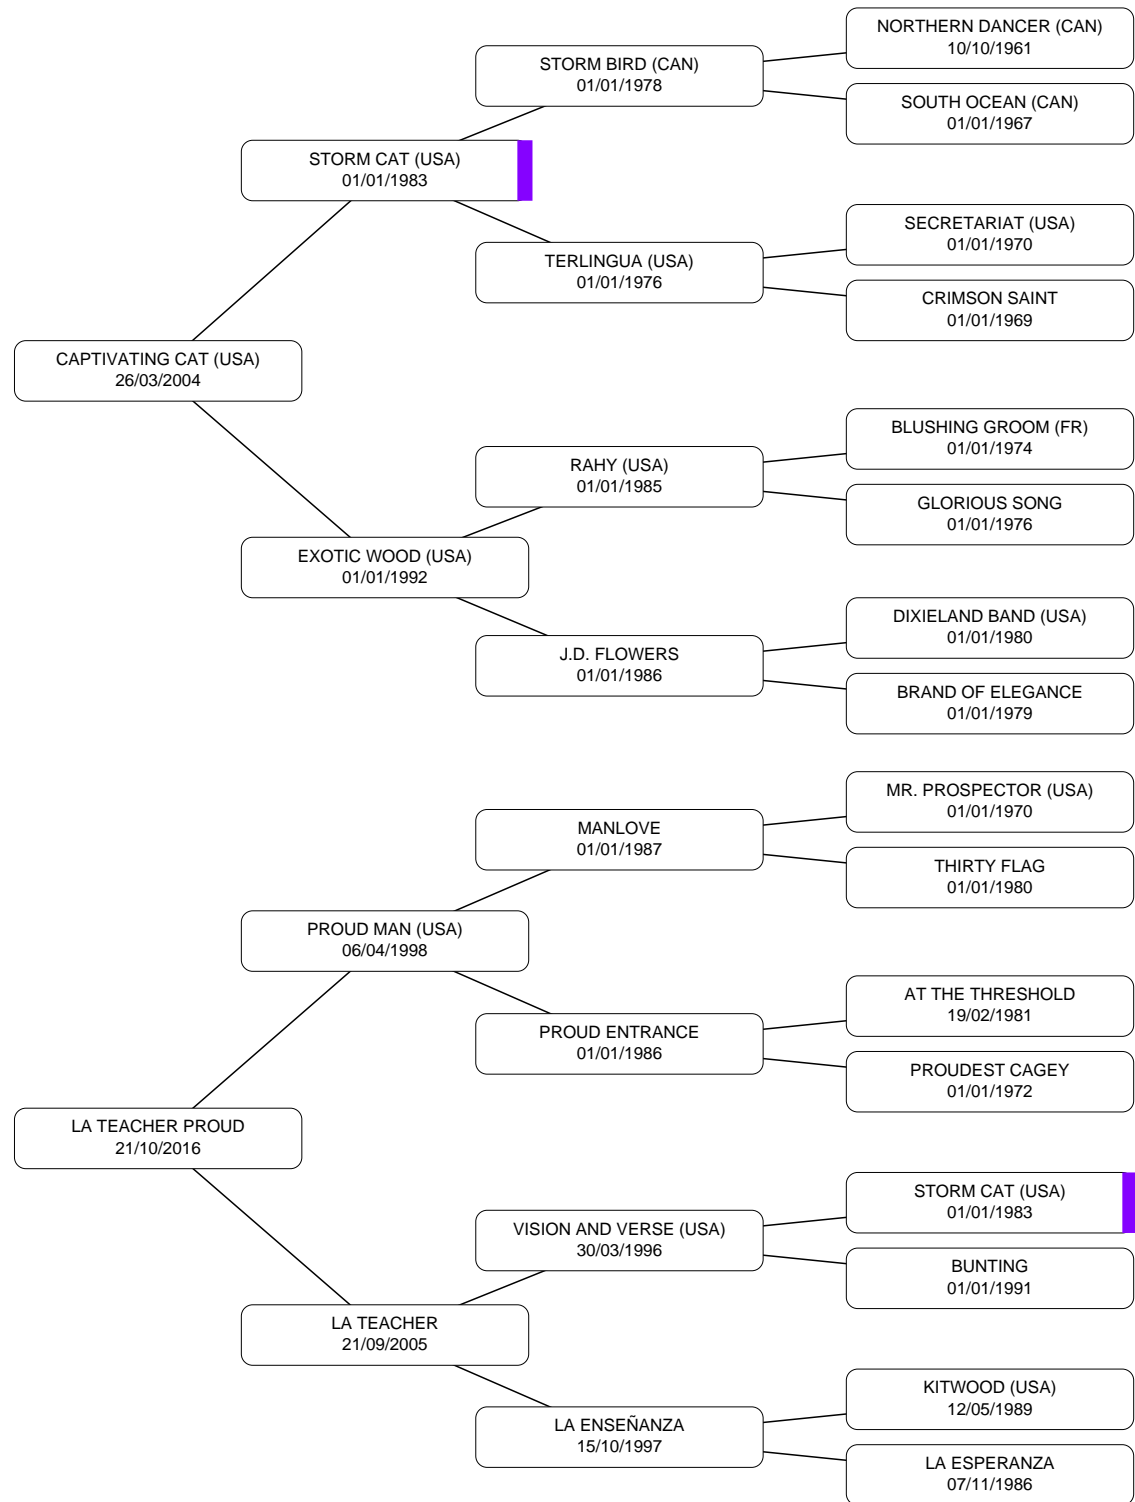 NORTHERN DANCER (CAN)
10/10/1961
STORM BIRD (CAN)
01/01/1978
SOUTH OCEAN (CAN)
01/01/1967
STORM CAT (USA)
01/01/1983
SECRETARIAT (USA)
01/01/1970
TERLINGUA (USA)
01/01/1976
CRIMSON SAINT
01/01/1969
CAPTIVATING CAT (USA)
26/03/2004
BLUSHING GROOM (FR)
01/01/1974
RAHY (USA)
01/01/1985
GLORIOUS SONG
01/01/1976
EXOTIC WOOD (USA)
01/01/1992
DIXIELAND BAND (USA)
01/01/1980
J.D. FLOWERS
01/01/1986
BRAND OF ELEGANCE
01/01/1979
MR. PROSPECTOR (USA)
01/01/1970
MANLOVE
01/01/1987
THIRTY FLAG
01/01/1980
PROUD MAN (USA)
06/04/1998
AT THE THRESHOLD
19/02/1981
PROUD ENTRANCE
01/01/1986
PROUDEST CAGEY
01/01/1972
LA TEACHER PROUD
21/10/2016
STORM CAT (USA)
01/01/1983
VISION AND VERSE (USA)
30/03/1996
BUNTING
01/01/1991
LA TEACHER
21/09/2005
KITWOOD (USA)
12/05/1989
LA ENSEÑANZA
15/10/1997
LA ESPERANZA
07/11/1986